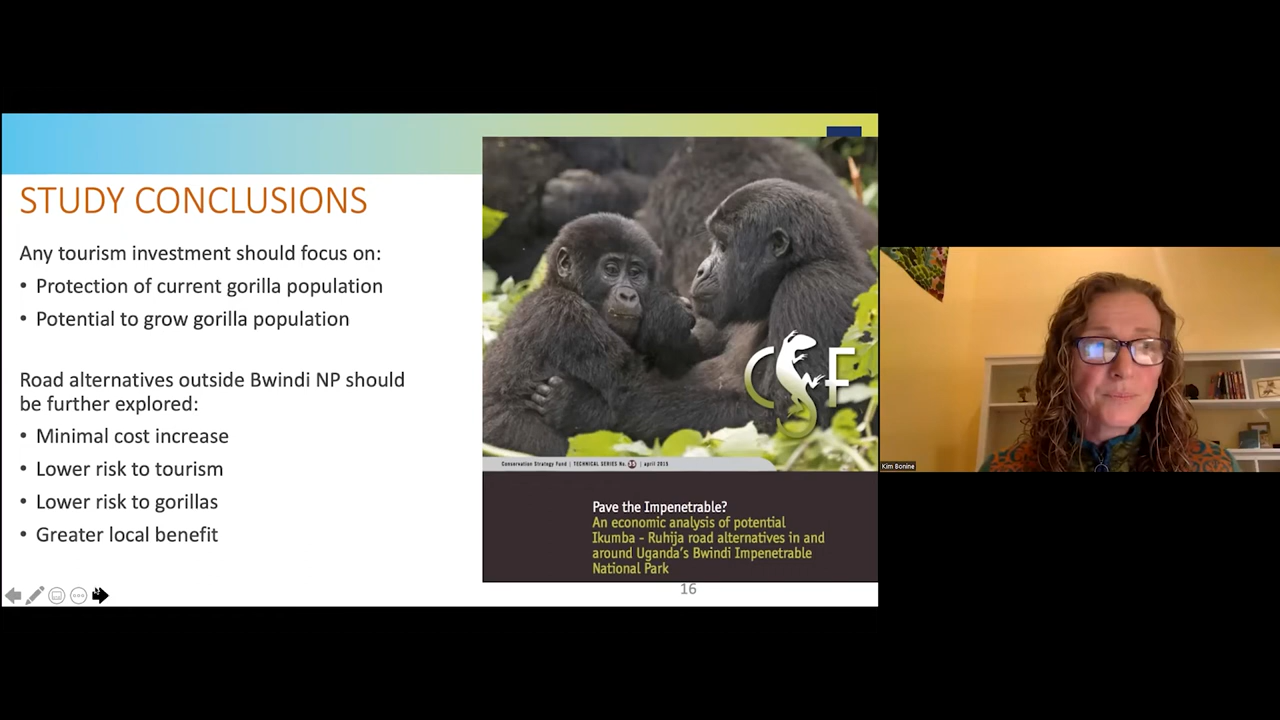 STUDY CONCLUSIONS
Any tourism investment should focus on:
• Protection of current gorilla population
• Potential to grow gorilla population
Road alternatives outside Bwindi NP should
be further explored:
• Minimal cost increase
• Lower risk to tourism
• Lower risk to gorillas
• Greater local benefit
CSF
Conservation Strategy Fund | TECHNICAL SERIES No. 35 | april 2015
Pave the Impenetrable?
An economic analysis of potential
Ikumba - Ruhija road alternatives in and
around Uganda's Bwindi Impenetrable
National Park
16
Kim Bonine